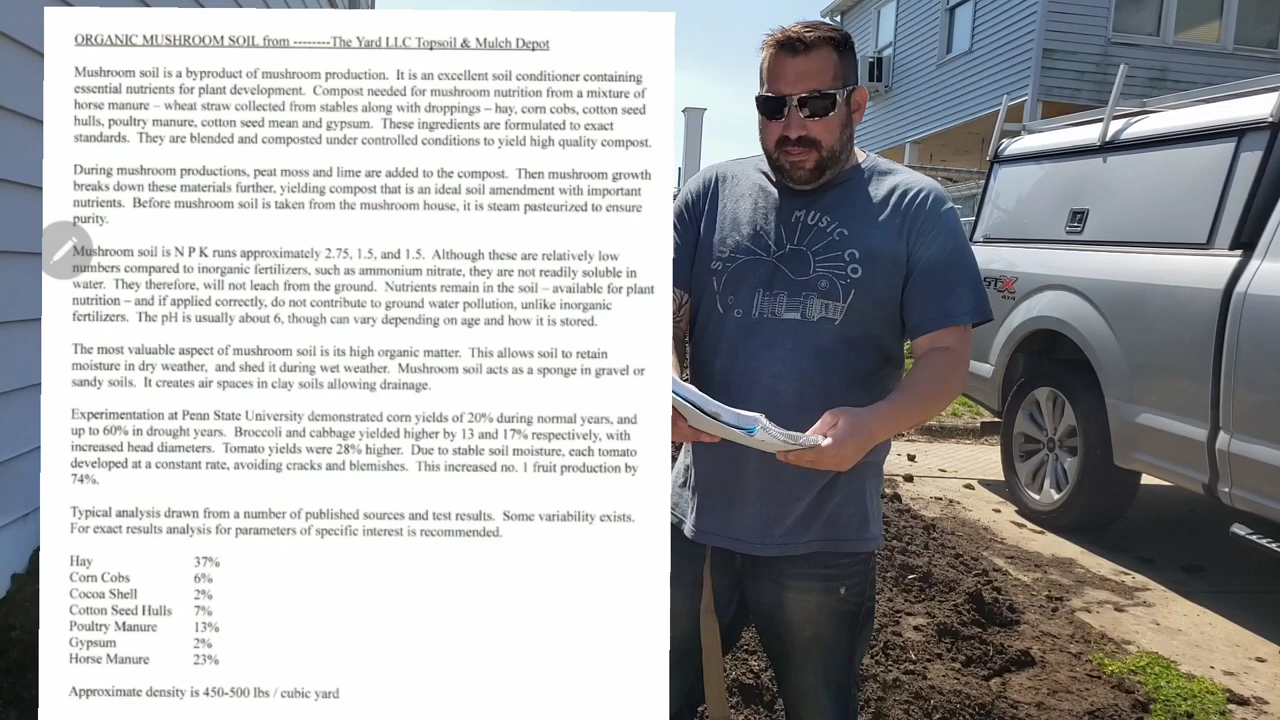 ORGANIC MUSHROOM SOIL from --------The Yard LLC Topsoil & Mulch Depot
Mushroom soil is a byproduct of mushroom production. It is an excellent soil conditioner containing
essential nutrients for plant development. Compost needed for mushroom nutrition from a mixture of
horse manure – wheat straw collected from stables along with droppings – hay, corn cobs, cotton seed
hulls, poultry manure, cotton seed mean and gypsum. These ingredients are formulated to exact
standards. They are blended and composted under controlled conditions to yield high quality compost.
During mushroom productions, peat moss and lime are added to the compost. Then mushroom growth
breaks down these materials further, yielding compost that is an ideal soil amendment with important
nutrients. Before mushroom soil is taken from the mushroom house, it is steam pasteurized to ensure
purity.
Mushroom soil is N P K runs approximately 2.75, 1.5, and 1.5. Although these are relatively low
numbers compared to inorganic fertilizers, such as ammonium nitrate, they are not readily soluble in
water. They therefore, will not leach from the ground. Nutrients remain in the soil – available for plant
nutrition – and if applied correctly, do not contribute to ground water pollution, unlike inorganic
fertilizers. The pH is usually about 6, though can vary depending on age and how it is stored.
The most valuable aspect of mushroom soil is its high organic matter. This allows soil to retain
moisture in dry weather, and shed it during wet weather. Mushroom soil acts as a sponge in gravel or
sandy soils. It creates air spaces in clay soils allowing drainage.
Experimentation at Penn State University demonstrated corn yields of 20% during normal years, and
up to 60% in drought years. Broccoli and cabbage yielded higher by 13 and 17% respectively, with
increased head diameters. Tomato yields were 28% higher. Due to stable soil moisture, each tomato
developed at a constant rate, avoiding cracks and blemishes. This increased no. 1 fruit production by
74%.
Typical analysis drawn from a number of published sources and test results. Some variability exists.
For exact results analysis for parameters of specific interest is recommended.
Hay 37%
Corn Cobs 6%
Cocoa Shell 2%
Cotton Seed Hulls 7%
Poultry Manure 13%
Gypsum 2%
Horse Manure 23%
Approximate density is 450-500 lbs / cubic yard
MUSIC CO.
STX
4x4